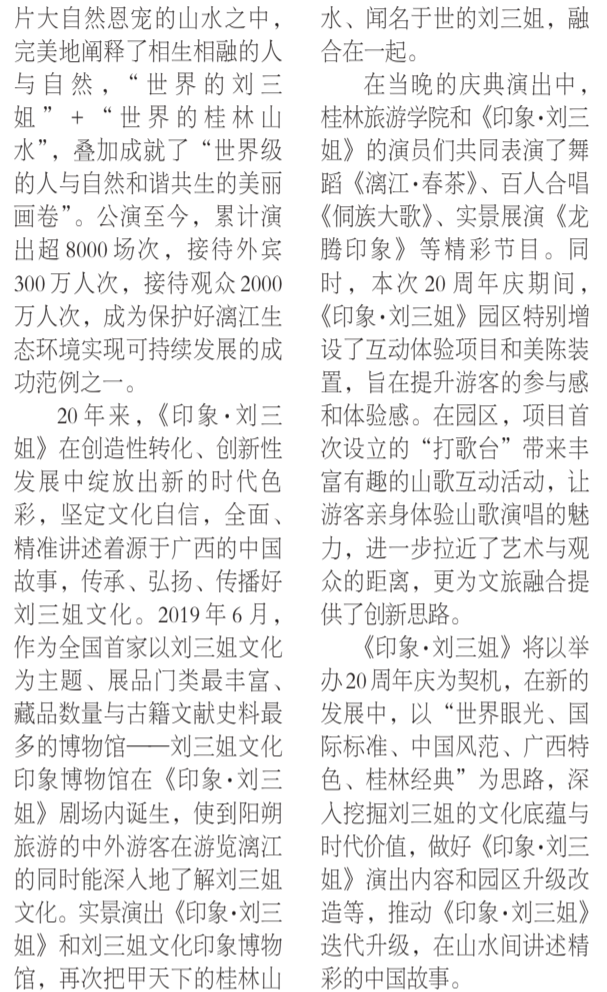 片大自然恩宠的山水之中，
完美地阐释了相生相融的人
与自然，“世界的刘三
姐”+“世界的桂林山
水”，叠加成就了“世界级
的人与自然和谐共生的美丽
画卷”。公演至今，累计演
出超8000场次，接待外宾
300万人次，接待观众2000
万人次，成为保护好漓江生
态环境实现可持续发展的成
功范例之一。
20年来，《印象·刘三
姐》在创造性转化、创新性
发展中绽放出新的时代色
彩，坚定文化自信，全面、
精准讲述着源于广西的中国
故事，传承、弘扬、传播好
刘三姐文化。2019年6月，
作为全国首家以刘三姐文化
为主题、展品门类最丰富、
藏品数量与古籍文献史料最
多的博物馆——刘三姐文化
印象博物馆在《印象·刘三
姐》剧场内诞生，使到阳朔
旅游的中外游客在游览漓江
的同时能深入地了解刘三姐
文化。实景演出《印象·刘三
姐》和刘三姐文化印象博物
馆，再次把甲天下的桂林山
水、闻名于世的刘三姐，融
合在一起。
在当晚的庆典演出中，
桂林旅游学院和《印象·刘三
姐》的演员们共同表演了舞
蹈《漓江·春茶》、百人合唱
《侗族大歌》、实景展演《龙
腾印象》等精彩节目。同
时，本次20周年庆期间，
《印象·刘三姐》园区特别增
设了互动体验项目和美陈装
置，旨在提升游客的参与感
和体验感。在园区，项目首
次设立的“打歌台”带来丰
富有趣的山歌互动活动，让
游客亲身体验山歌演唱的魅
力，进一步拉近了艺术与观
众的距离，更为文旅融合提
供了创新思路。
《印象·刘三姐》将以举
办20周年庆为契机，在新的
发展中，以“世界眼光、国
际标准、中国风范、广西特
色、桂林经典”为思路，深
入挖掘刘三姐的文化底蕴与
时代价值，做好《印象·刘三
姐》演出内容和园区升级改
造等，推动《印象·刘三姐》
迭代升级，在山水间讲述精
彩的中国故事。